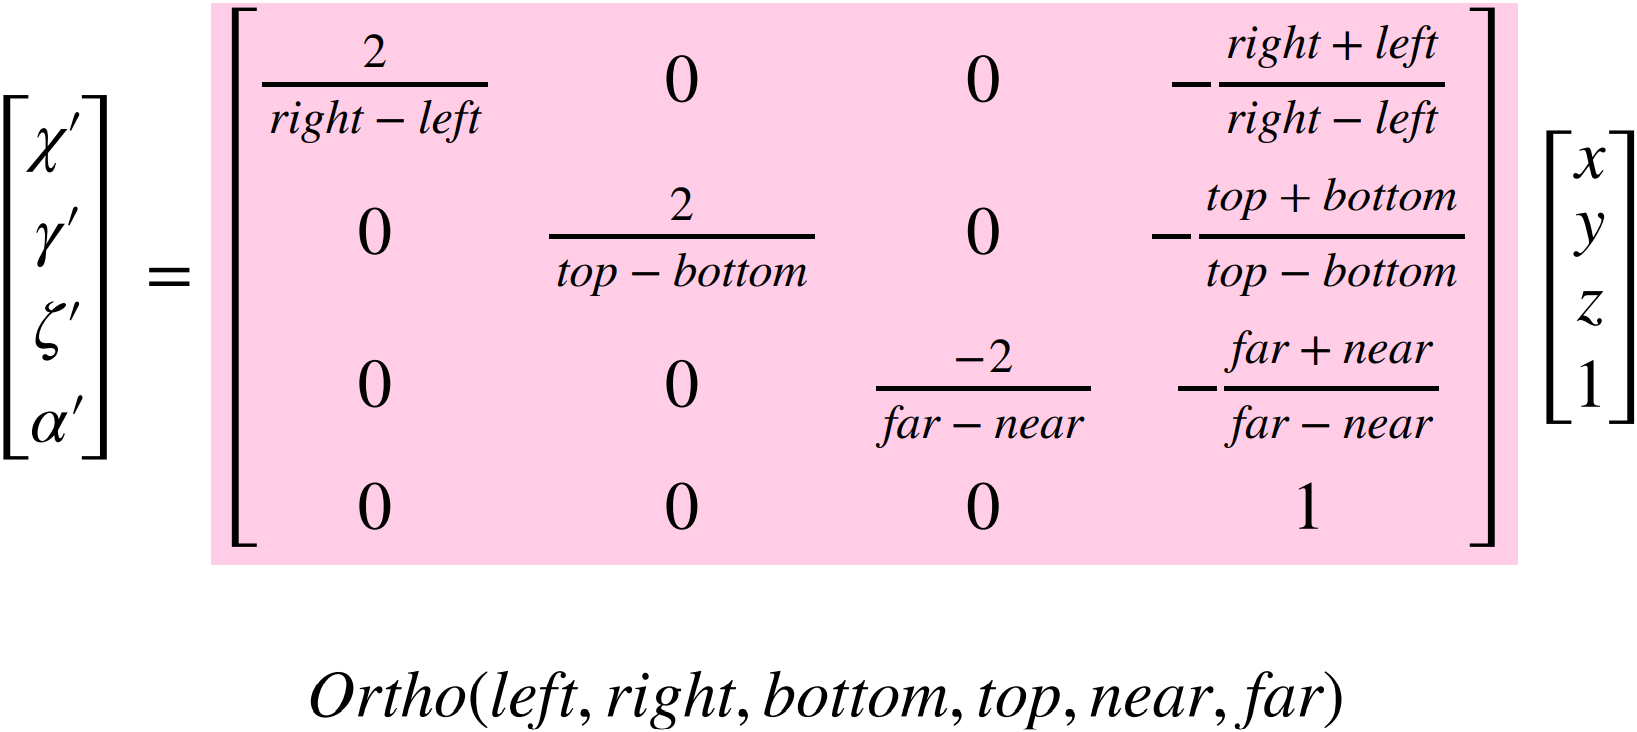 \begin{bmatrix} \chi' \\ \gamma' \\ \zeta' \\ \alpha' \end{bmatrix} = \begin{bmatrix} \frac{2}{right - left} & 0 & 0 & -\frac{right + left}{right - left} \\ 0 & \frac{2}{top - bottom} & 0 & -\frac{top + bottom}{top - bottom} \\ 0 & 0 & \frac{-2}{far - near} & -\frac{far + near}{far - near} \\ 0 & 0 & 0 & 1 \end{bmatrix} \begin{bmatrix} x \\ y \\ z \\ 1 \end{bmatrix}
Ortho(left, right, bottom, top, near, far)